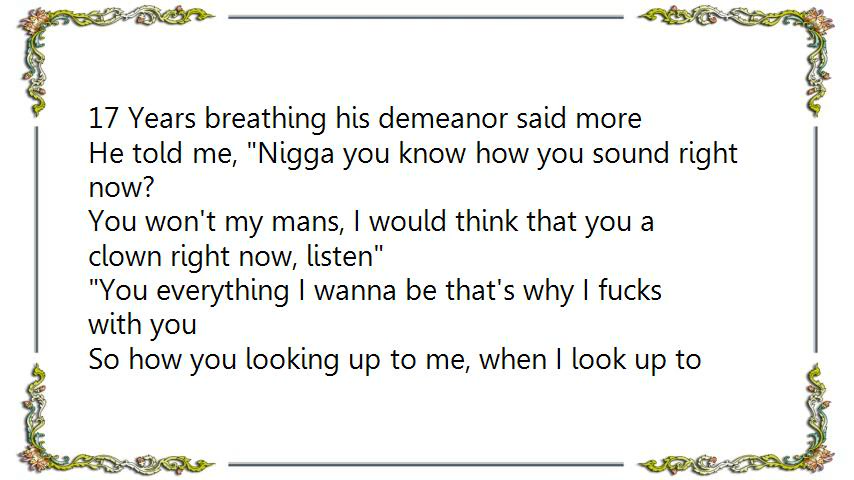 17 Years breathing his demeanor said more
He told me, "Nigga you know how you sound right
now?
You won't my mans, I would think that you a
clown right now, listen"
"You everything I wanna be that's why I fucks
with you
So how you looking up to me, when I look up to